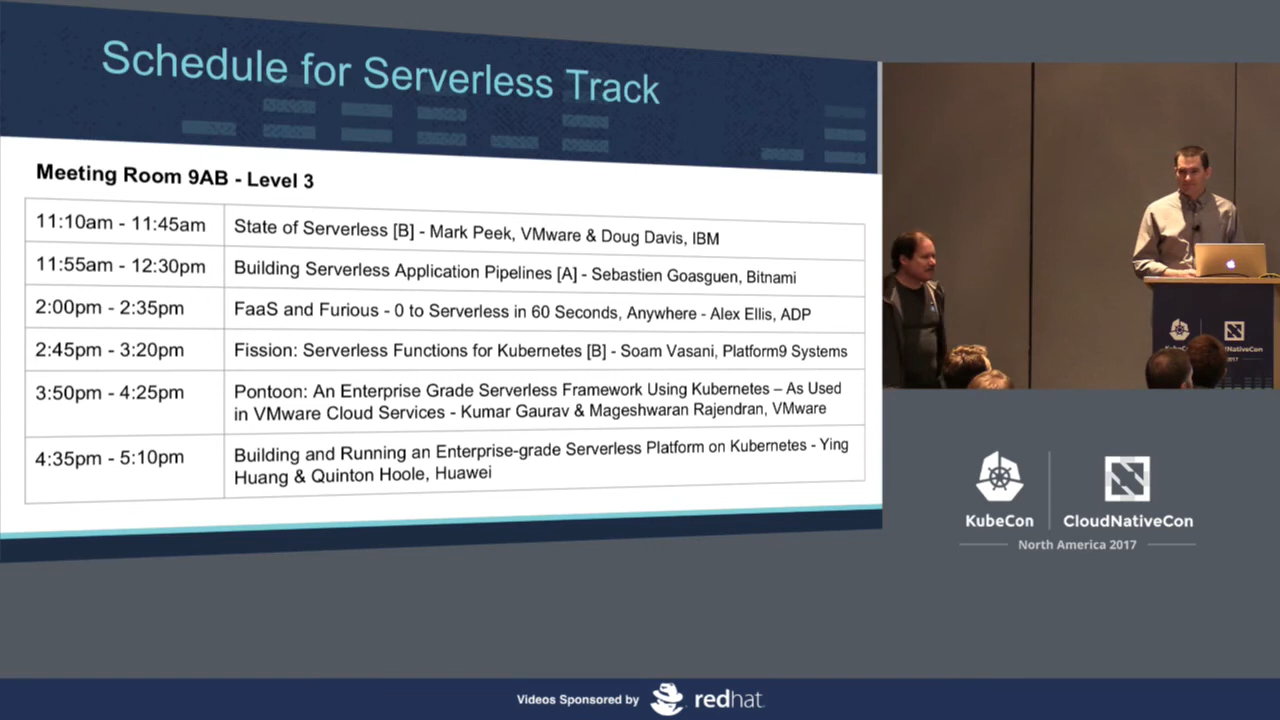 Schedule for Serverless Track
Meeting Room 9AB - Level 3
11:10am - 11:45am
State of Serverless [B] - Mark Peek, VMware & Doug Davis, IBM
11:55am - 12:30pm
Building Serverless Application Pipelines [A] - Sebastien Goasguen, Bitnami
2:00pm - 2:35pm
FaaS and Furious - 0 to Serverless in 60 Seconds, Anywhere - Alex Ellis, ADP
2:45pm - 3:20pm
Fission: Serverless Functions for Kubernetes [B] - Soam Vasani, Platform9 Systems
3:50pm - 4:25pm
Pontoon: An Enterprise Grade Serverless Framework Using Kubernetes – As Used
in VMware Cloud Services - Kumar Gaurav & Mageshwaran Rajendran, VMware
4:35pm - 5:10pm
Building and Running an Enterprise-grade Serverless Platform on Kubernetes - Ying
Huang & Quinton Hoole, Huawei
KubeCon
CloudNativeCon
North America 2017
Videos Sponsored by
redhat